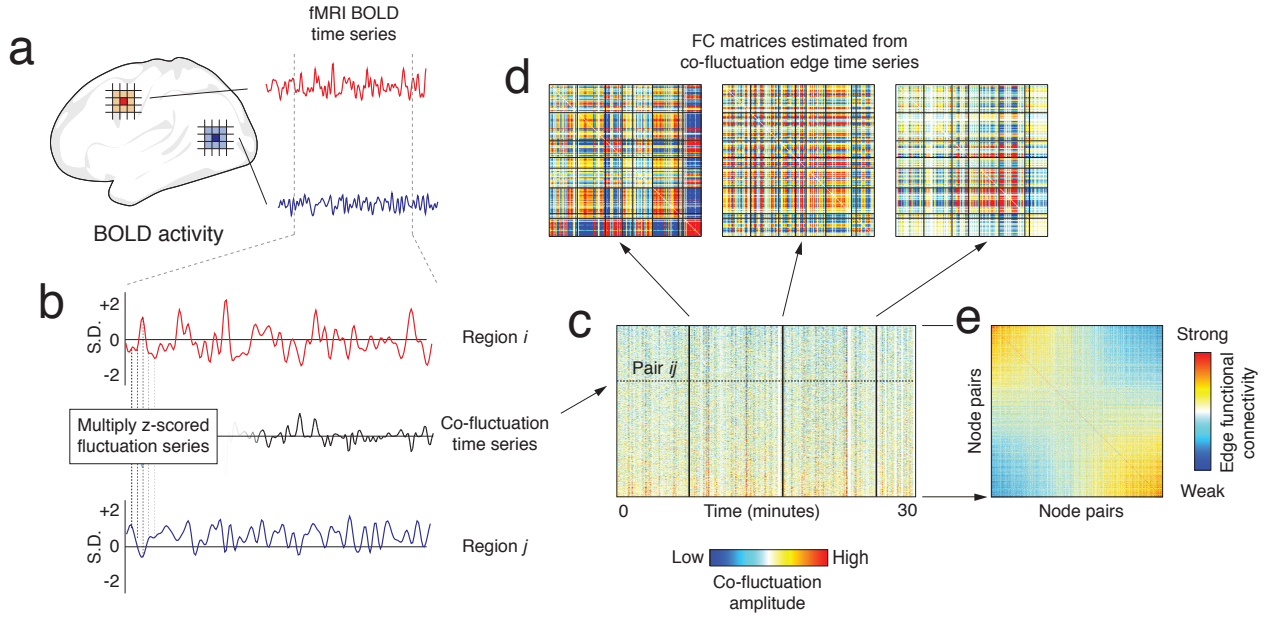 a
fMRI BOLD
time series
BOLD activity
b
+2
0
-2
S.D.
Region i
Multiply z-scored
fluctuation series
Co-fluctuation
time series
+2
0
-2
S.D.
Region j
d
FC matrices estimated from
co-fluctuation edge time series
c
Pair ij
0
Time (minutes)
30
Low
High
Co-fluctuation
amplitude
e
Node pairs
Node pairs
Strong
Edge functional
connectivity
Weak